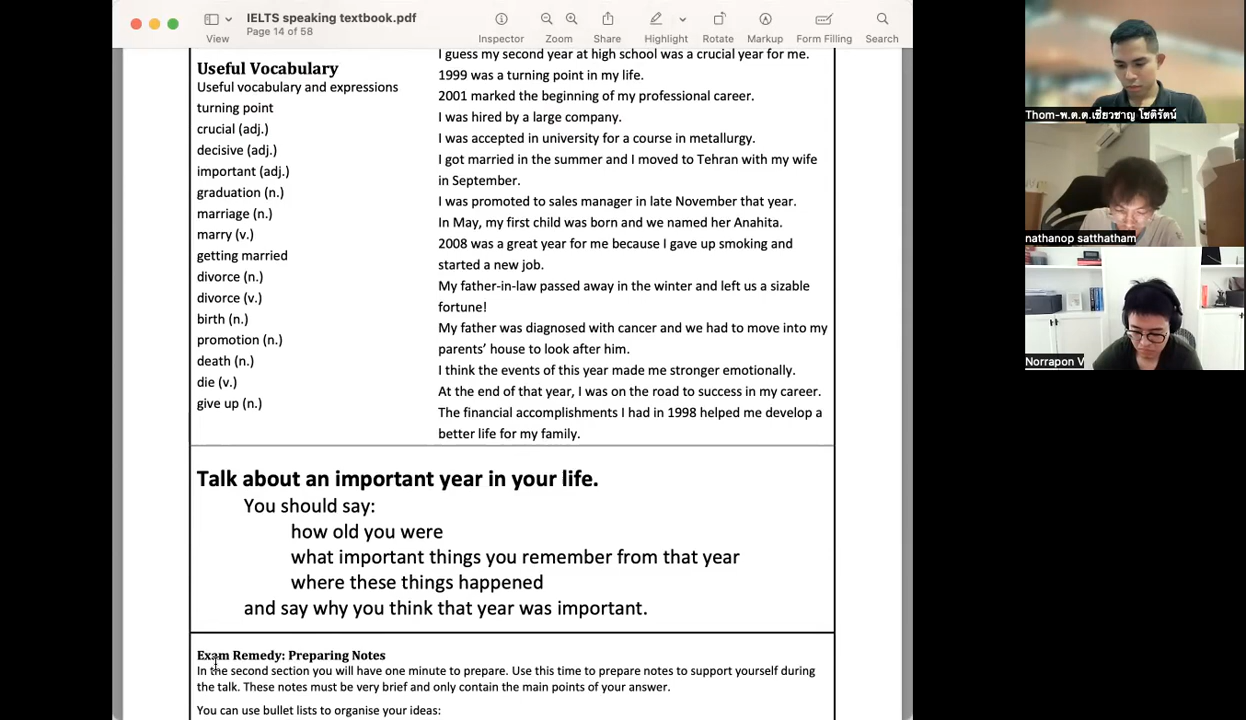 IELTS speaking textbook.pdf
Page 14 of 58
View
Inspector
Zoom
Share
Highlight
Rotate
Markup
Form Filling
Search
Useful Vocabulary
Useful vocabulary and expressions
turning point
crucial (adj.)
decisive (adj.)
important (adj.)
graduation (n.)
marriage (n.)
marry (v.)
getting married
divorce (n.)
divorce (v.)
birth (n.)
promotion (n.)
death (n.)
die (v.)
give up (n.)
I guess my second year at high school was a crucial year for me.
1999 was a turning point in my life.
2001 marked the beginning of my professional career.
I was hired by a large company.
I was accepted in university for a course in metallurgy.
I got married in the summer and I moved to Tehran with my wife
in September.
I was promoted to sales manager in late November that year.
In May, my first child was born and we named her Anahita.
2008 was a great year for me because I gave up smoking and
started a new job.
My father-in-law passed away in the winter and left us a sizable
fortune!
My father was diagnosed with cancer and we had to move into my
parents' house to look after him.
I think the events of this year made me stronger emotionally.
At the end of that year, I was on the road to success in my career.
The financial accomplishments I had in 1998 helped me develop a
better life for my family.
Talk about an important year in your life.
You should say:
how old you were
what important things you remember from that year
where these things happened
and say why you think that year was important.
Exam Remedy: Preparing Notes
In the second section you will have one minute to prepare. Use this time to prepare notes to support yourself during
the talk. These notes must be very brief and only contain the main points of your answer.
You can use bullet lists to organise your ideas:
Thom-พ.ต.ต.เชี่ยวชาญ โชติรัตน์
nathanop satthatham
Norrapon V